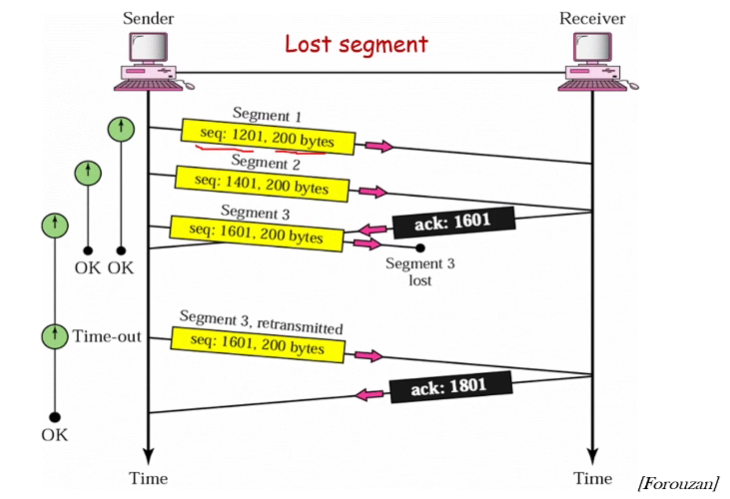 Sender
Receiver
Lost segment
Segment 1
seq: 1201, 200 bytes
Segment 2
seq: 1401, 200 bytes
Segment 3
seq: 1601, 200 bytes
ack: 1601
OK OK
Segment 3
lost
Segment 3, retransmitted
Time-out
seq: 1601, 200 bytes
ack: 1801
OK
Time
Time
[Forouzan]